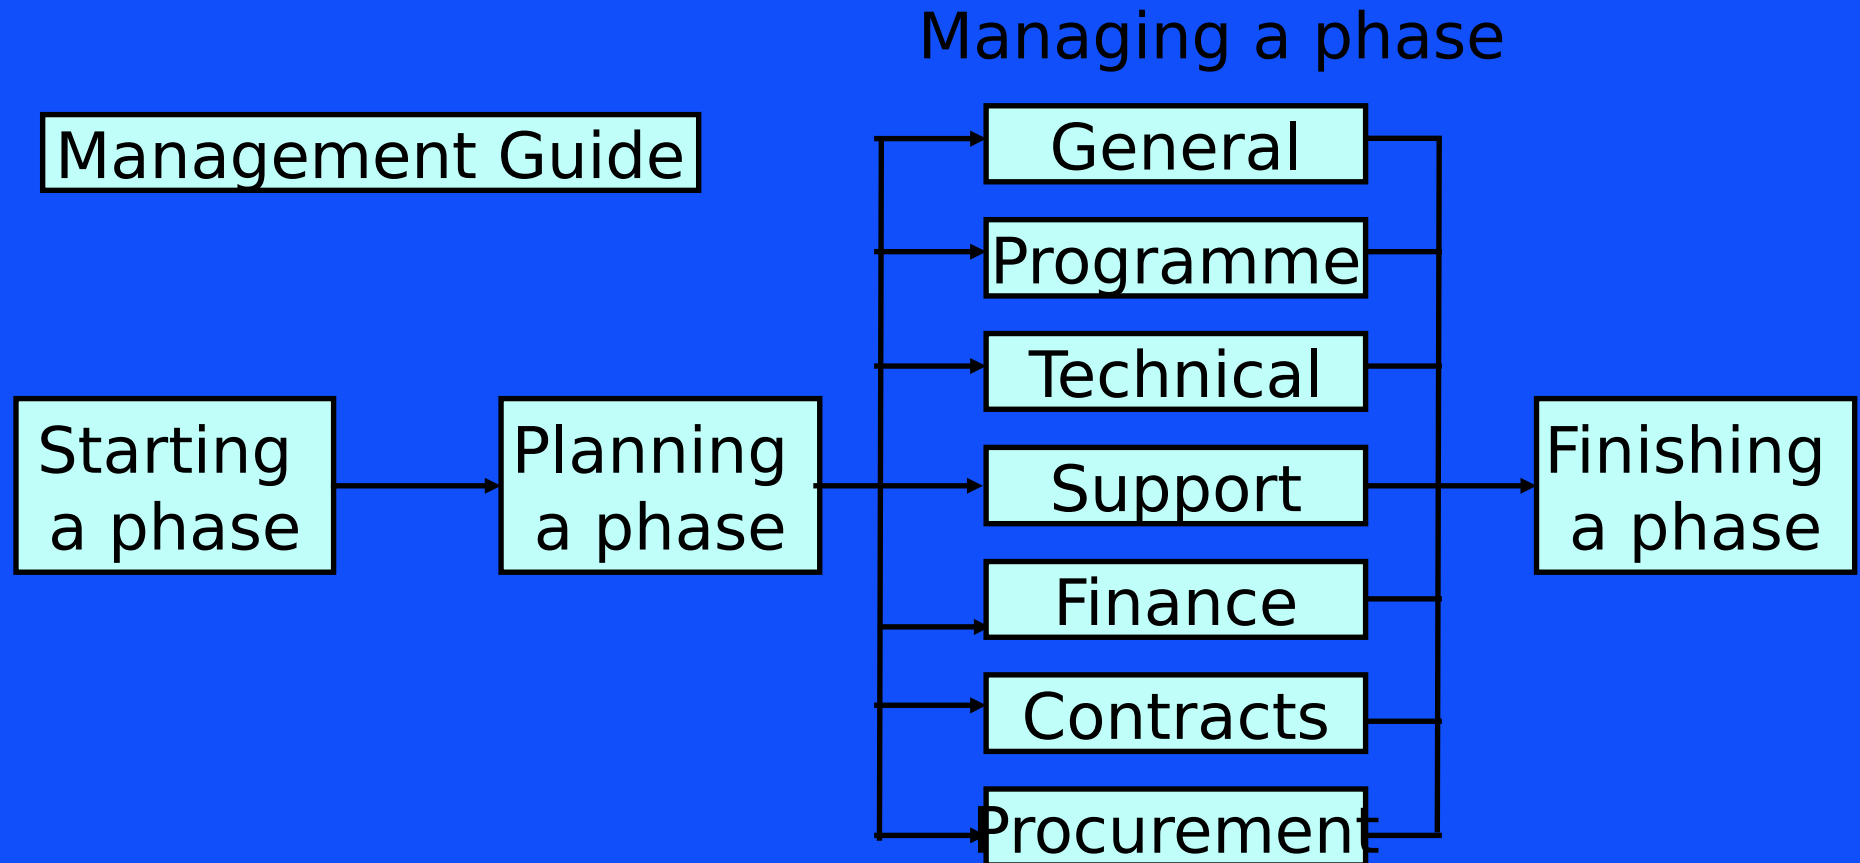 Managing a phase
Management Guide
General
Programme
Technical
Starting
a phase
Planning
a phase
Support
Finishing
a phase
Finance
Contracts
Procurement